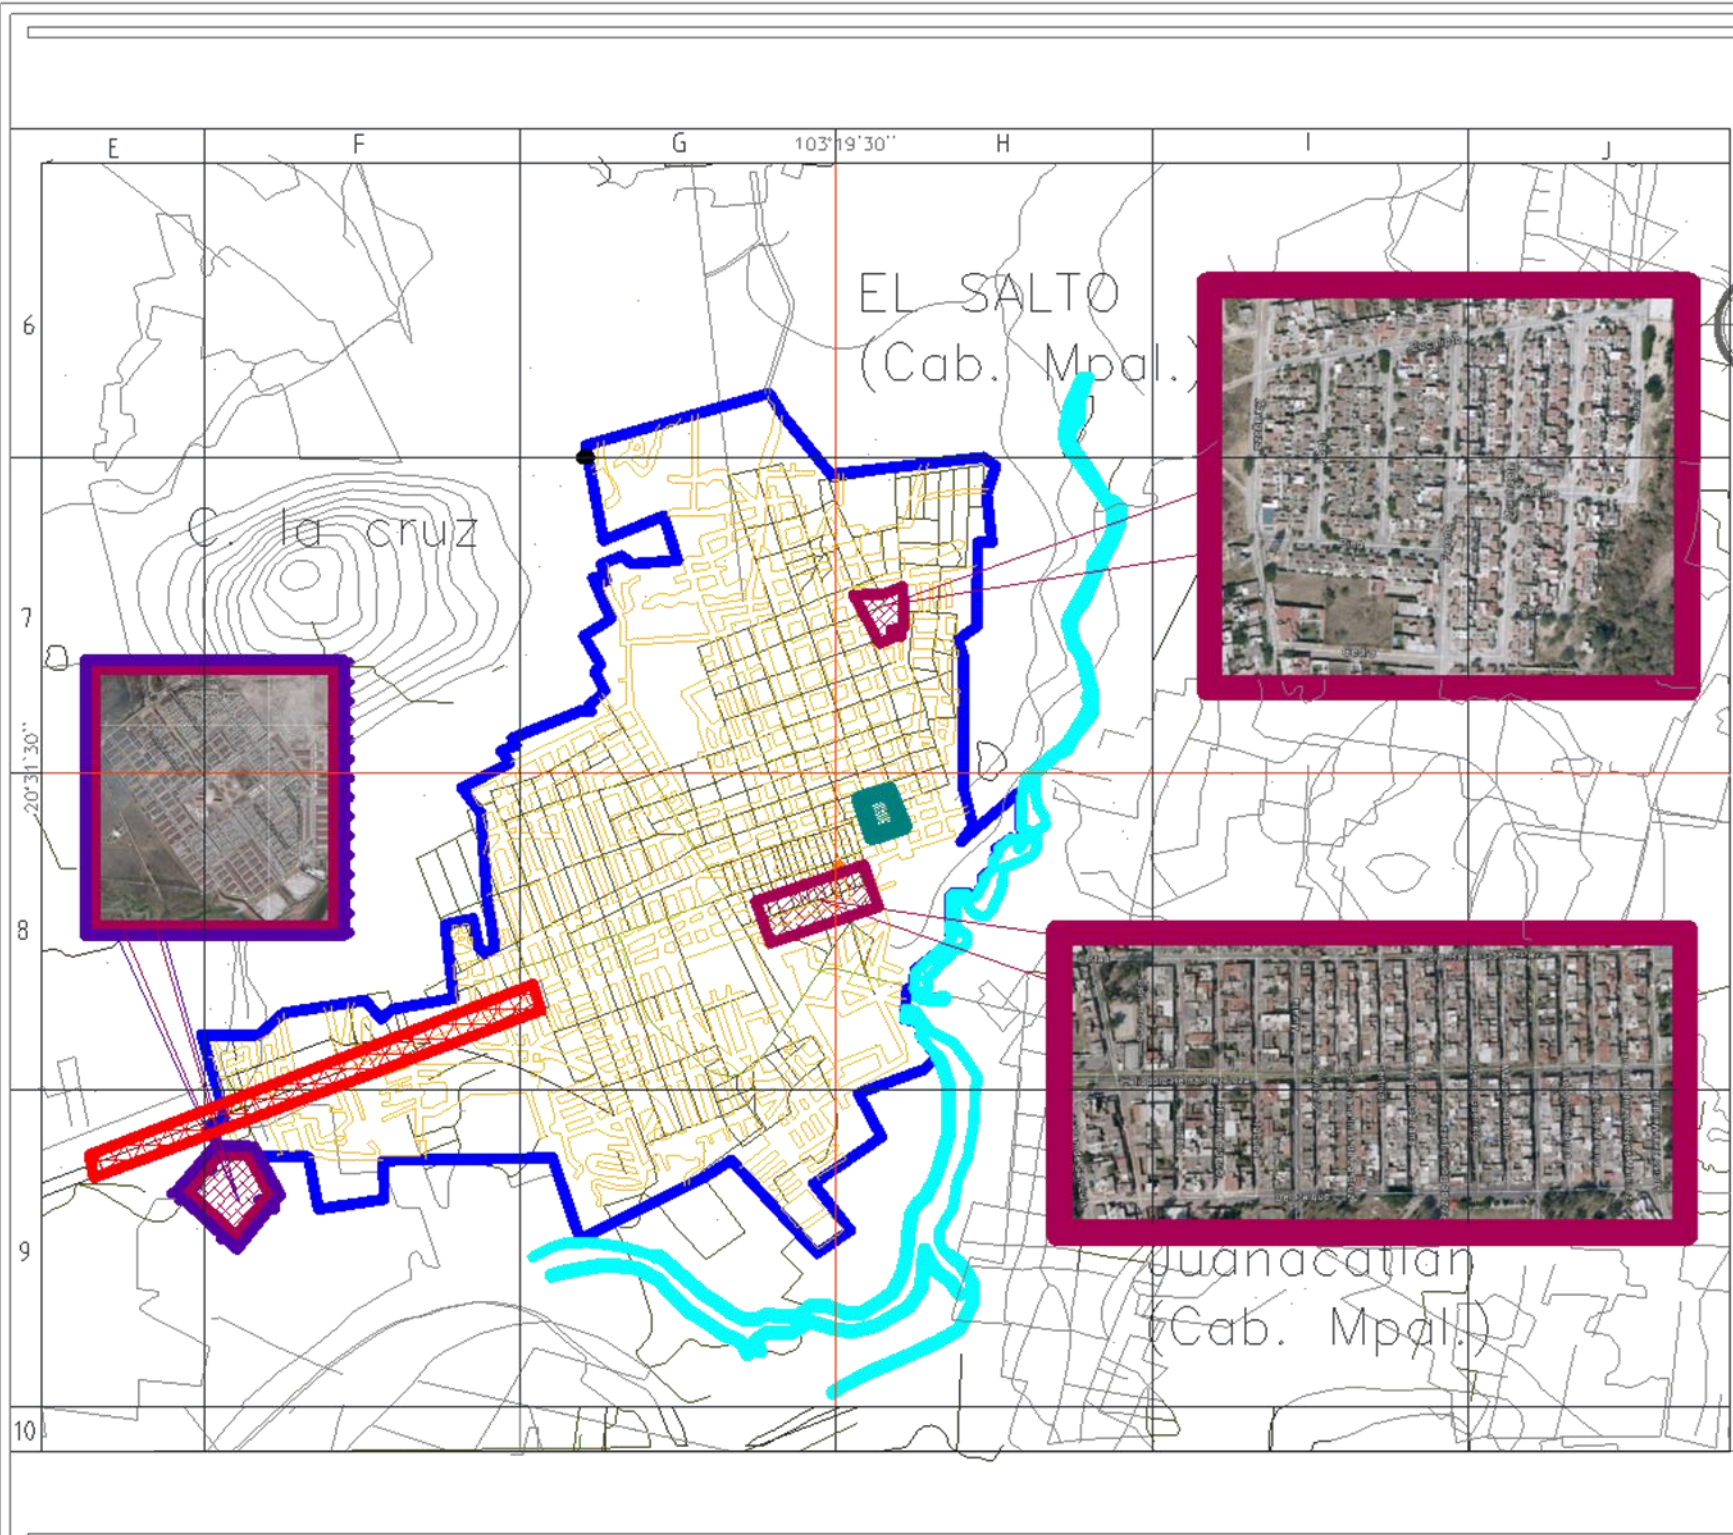 E F G 103°19'30'' H I J
EL SALTO
(Cab. Mpal.)
6
C. la cruz
7
20°31'30''
8
9
Juanacatlan
(Cab. Mpal.)
10